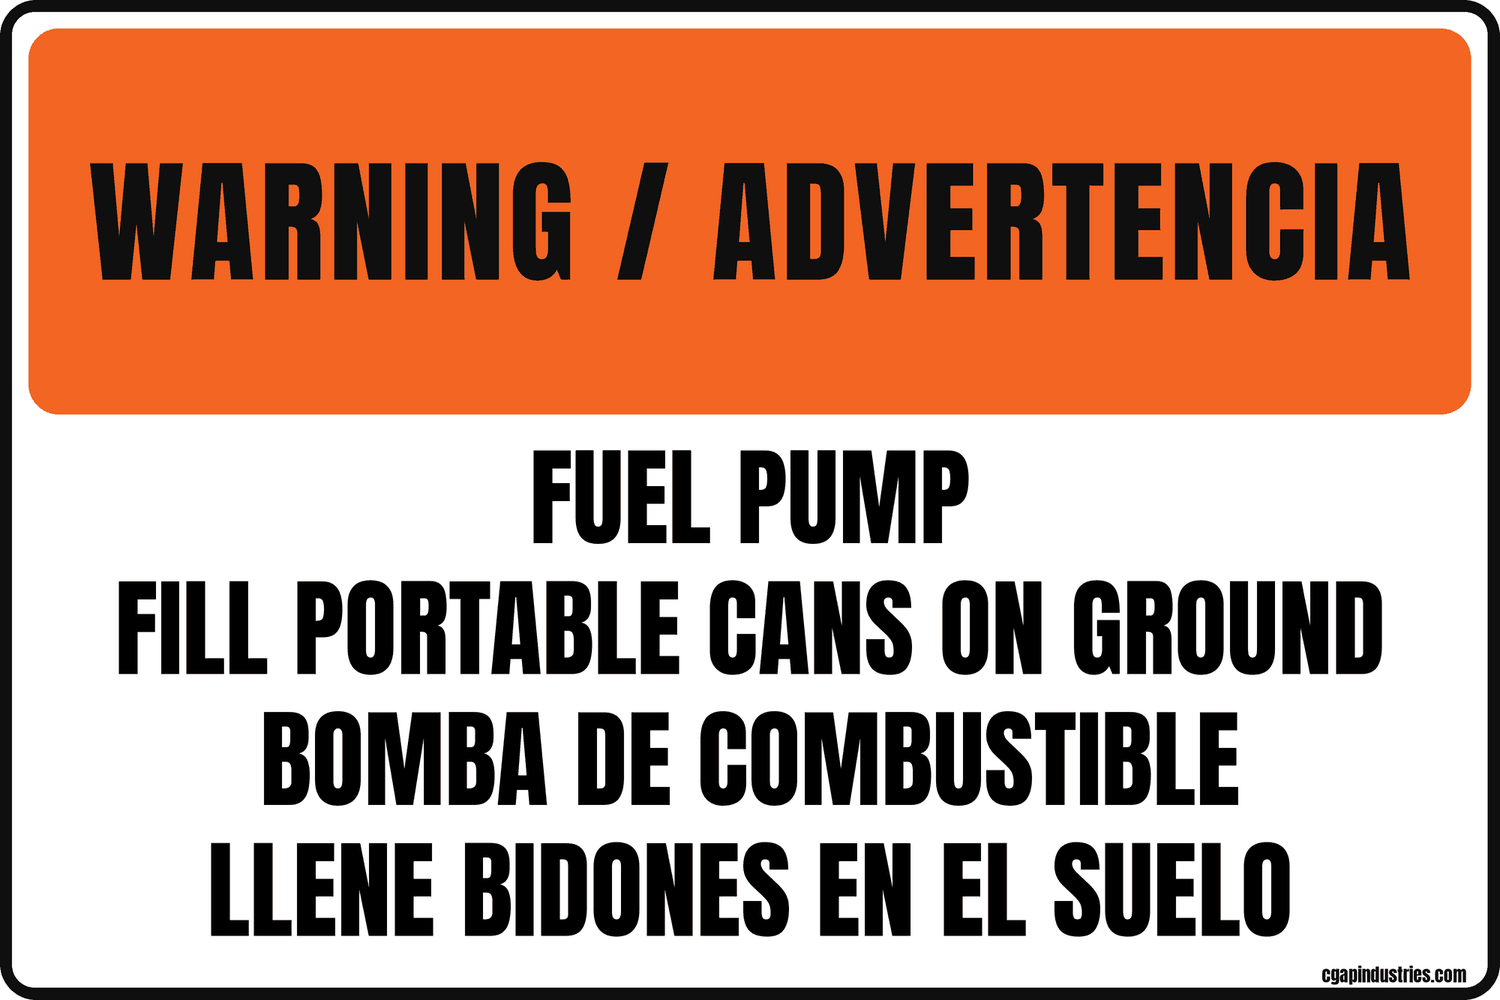 WARNING / ADVERTENCIA
FUEL PUMP
FILL PORTABLE CANS ON GROUND
BOMBA DE COMBUSTIBLE
LLENE BIDONES EN EL SUELO
cgapindustries.com